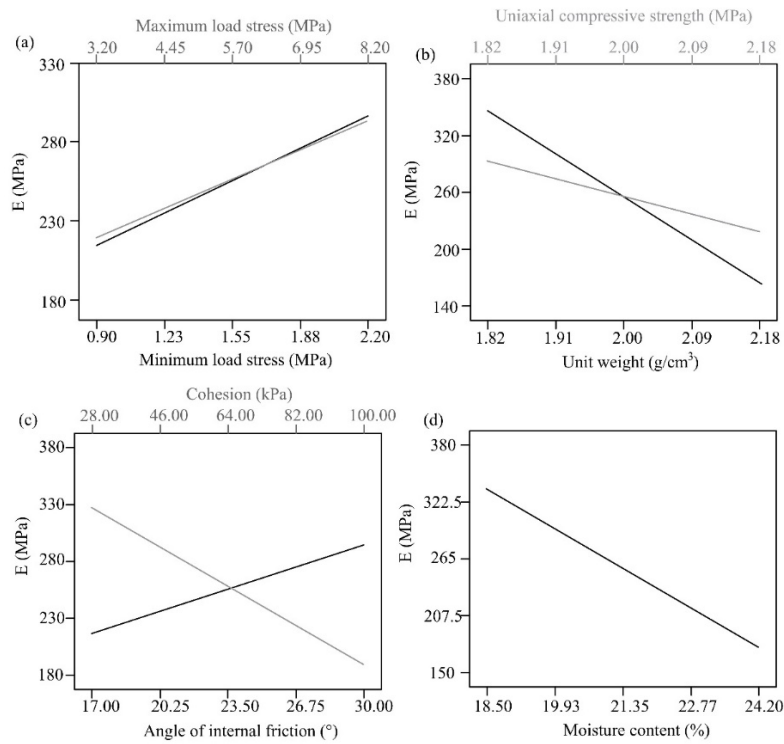 (a)
Maximum load stress (MPa)
3.20 4.45 5.70 6.95 8.20
330
280
230
180
E (MPa)
0.90 1.23 1.55 1.88 2.20
Minimum load stress (MPa)
(b)
Uniaxial compressive strength (MPa)
1.82 1.91 2.00 2.09 2.18
380
320
260
200
140
E (MPa)
1.82 1.91 2.00 2.09 2.18
Unit weight (g/cm³)
(c)
Cohesion (kPa)
28.00 46.00 64.00 82.00 100.00
380
330
280
230
180
E (MPa)
17.00 20.25 23.50 26.75 30.00
Angle of internal friction (°)
(d)
380
322.5
265
207.5
150
E (MPa)
18.50 19.93 21.35 22.77 24.20
Moisture content (%)